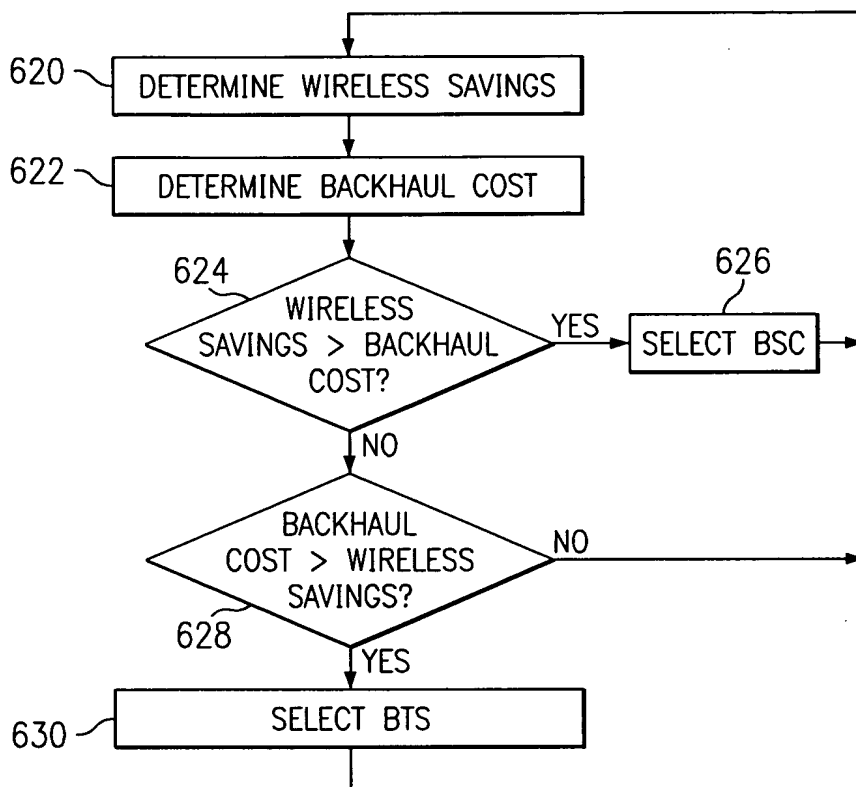 620
DETERMINE WIRELESS SAVINGS
622
DETERMINE BACKHAUL COST
624
WIRELESS
SAVINGS > BACKHAUL
COST?
YES
626
SELECT BSC
NO
BACKHAUL
COST > WIRELESS
SAVINGS?
NO
628
YES
630
SELECT BTS